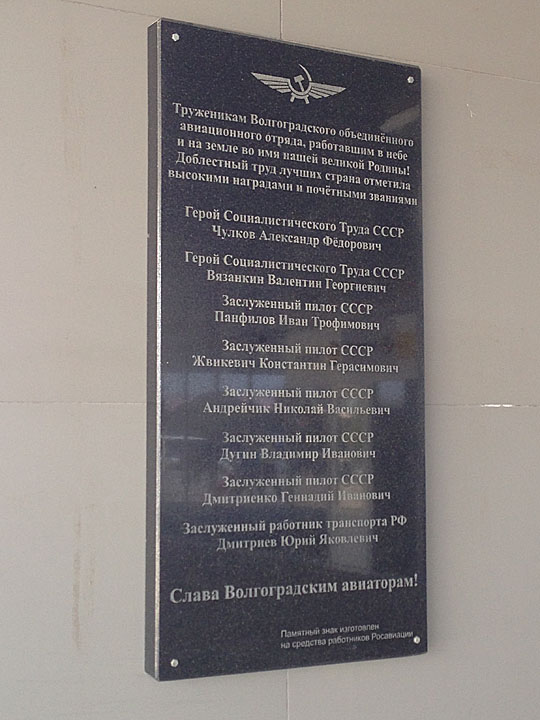 Труженикам Волгоградского объединённого
авиационного отряда, работавшим в небе
и на земле во имя нашей великой Родины!
Доблестный труд лучших страна отметила
высокими наградами и почётными званиями
Герой Социалистического Труда СССР
Чулков Александр Фёдорович
Герой Социалистического Труда СССР
Вязанкин Валентин Георгиевич
Заслуженный пилот СССР
Панфилов Иван Трофимович
Заслуженный пилот СССР
Жвикевич Константин Герасимович
Заслуженный пилот СССР
Андрейчик Николай Васильевич
Заслуженный пилот СССР
Дугин Владимир Иванович
Заслуженный пилот СССР
Дмитриенко Геннадий Иванович
Заслуженный работник транспорта РФ
Дмитриев Юрий Яковлевич
Слава Волгоградским авиаторам!
Памятный знак изготовлен
на средства работников Росавиации